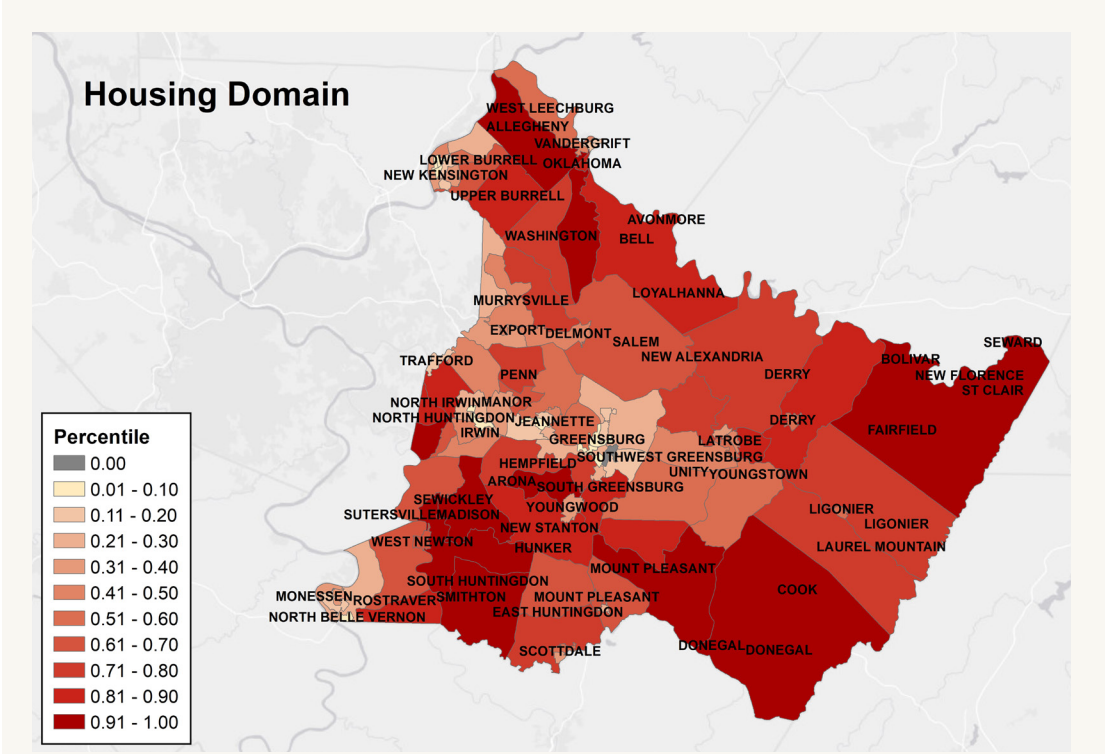 Housing Domain
WEST LEECHBURG
ALLEGHENY
VANDERGRIFT
LOWER BURRELL
OKLAHOMA
NEW KENSINGTON
UPPER BURRELL
AVONMORE
WASHINGTON
BELL
LOYALHANNA
MURRYSVILLE
EXPORT
DELMONT
SALEM
SEWARD
TRAFFORD
NEW ALEXANDRIA
BOLIVAR
PENN
DERRY
NEW FLORENCE
ST CLAIR
NORTH IRWIN
MANOR
NORTH HUNTINGDON
JEANNETTE
DERRY
IRWIN
GREENSBURG
LATROBE
FAIRFIELD
SOUTHWEST GREENSBURG
HEMPFIELD
UNITY
YOUNGSTOWN
ARONA
SOUTH GREENSBURG
SEWICKLEY
YOUNGWOOD
LIGONIER
SUTERSVILLE
MADISON
LIGONIER
NEW STANTON
WEST NEWTON
HUNKER
LAUREL MOUNTAIN
MOUNT PLEASANT
SOUTH HUNTINGDON
COOK
MONESSEN
ROSTRAVER
SMITHTON
MOUNT PLEASANT
NORTH BELLE VERNON
EAST HUNTINGDON
SCOTTDALE
DONEGAL
DONEGAL
Percentile
0.00
0.01 - 0.10
0.11 - 0.20
0.21 - 0.30
0.31 - 0.40
0.41 - 0.50
0.51 - 0.60
0.61 - 0.70
0.71 - 0.80
0.81 - 0.90
0.91 - 1.00